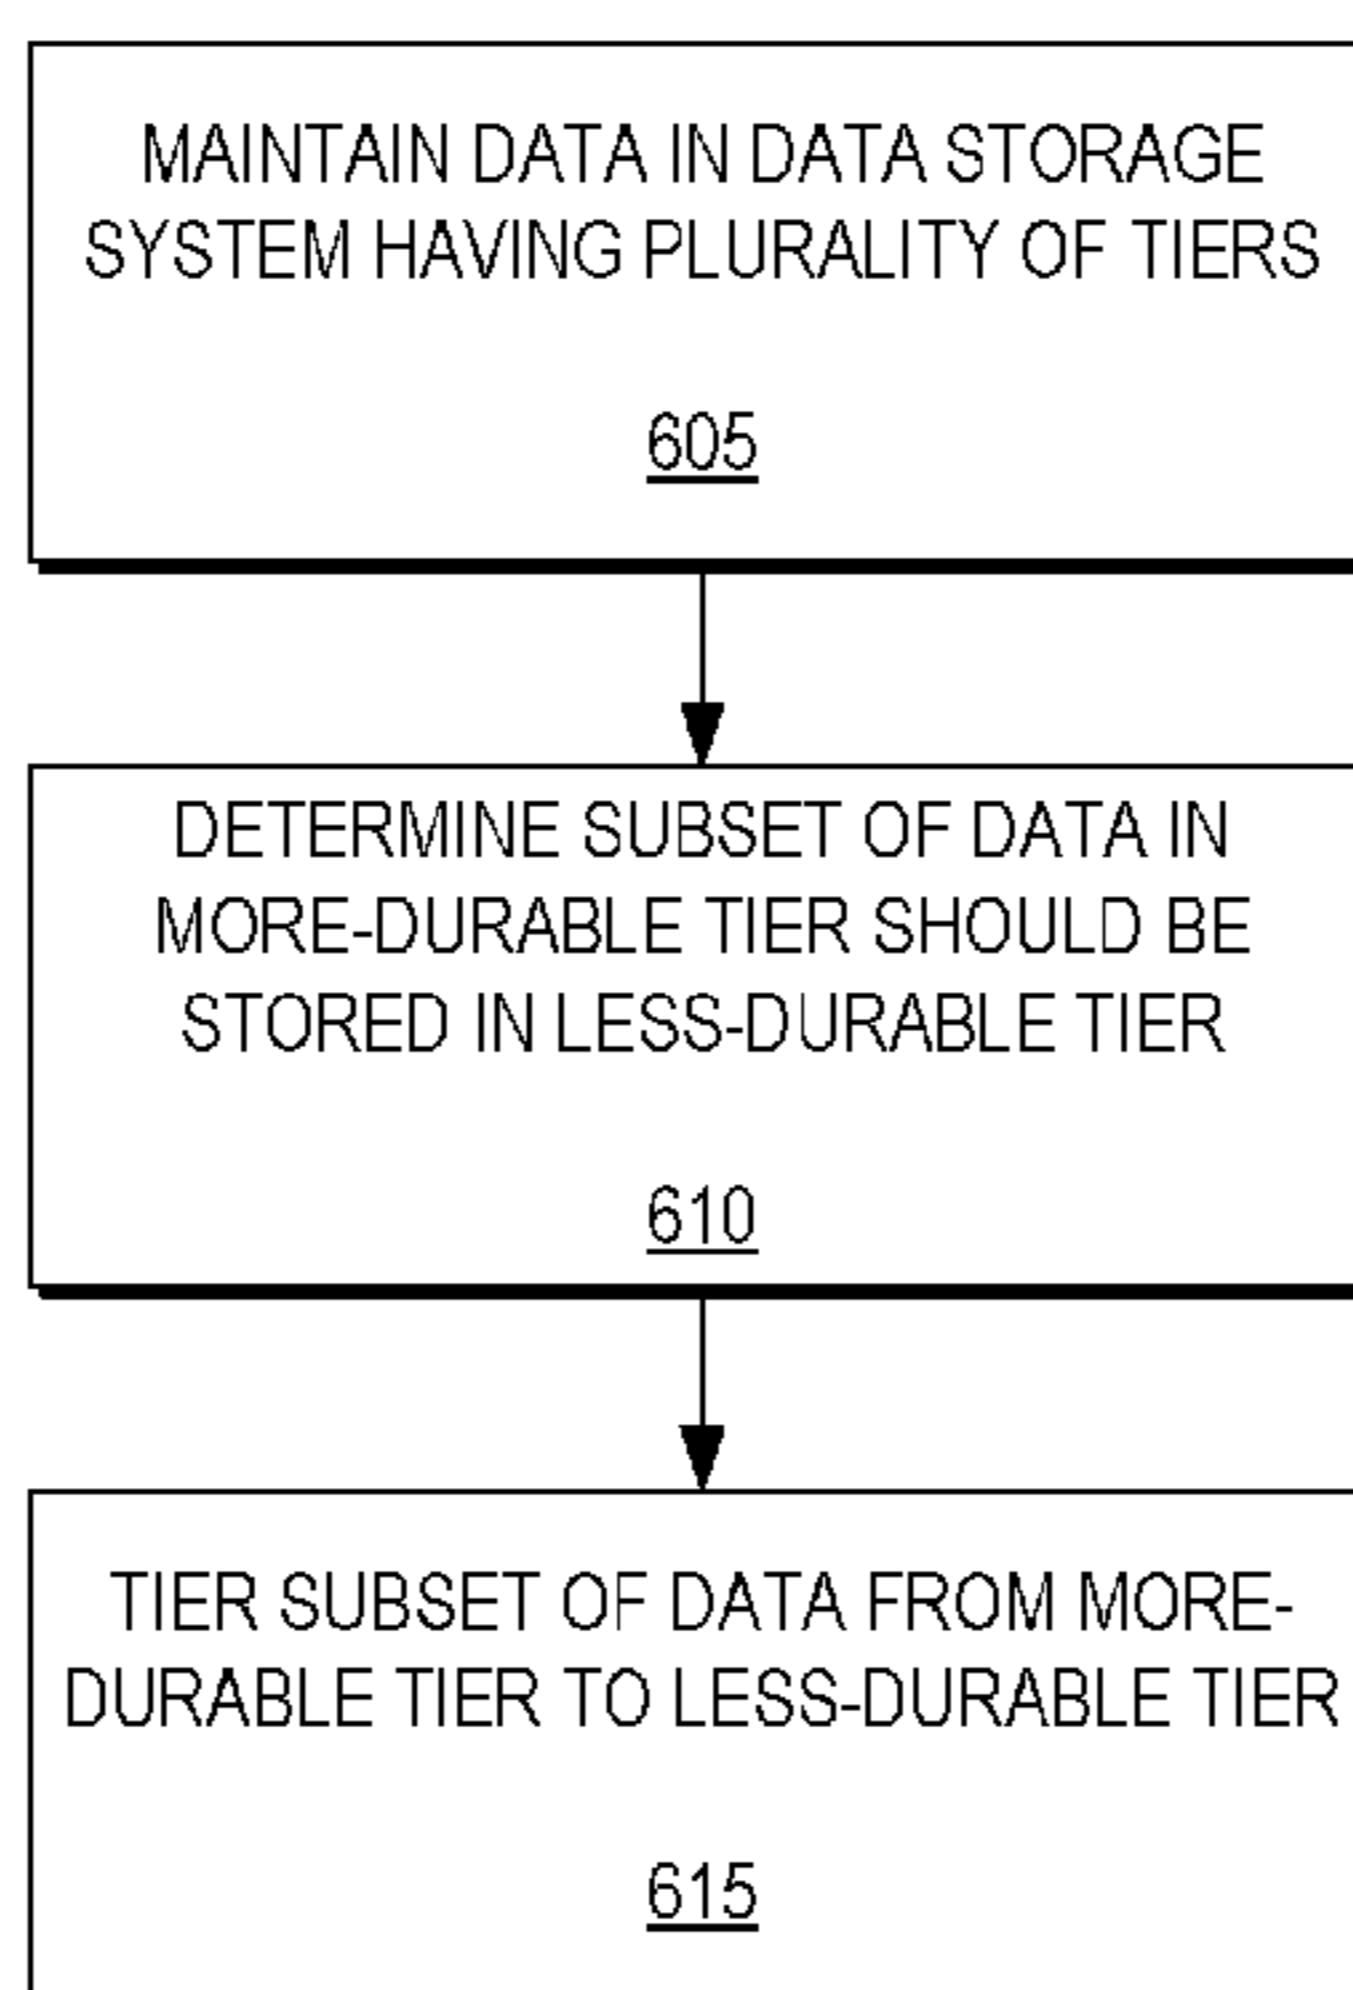 MAINTAIN DATA IN DATA STORAGE
SYSTEM HAVING PLURALITY OF TIERS
605
DETERMINE SUBSET OF DATA IN
MORE-DURABLE TIER SHOULD BE
STORED IN LESS-DURABLE TIER
610
TIER SUBSET OF DATA FROM MORE-
DURABLE TIER TO LESS-DURABLE TIER
615